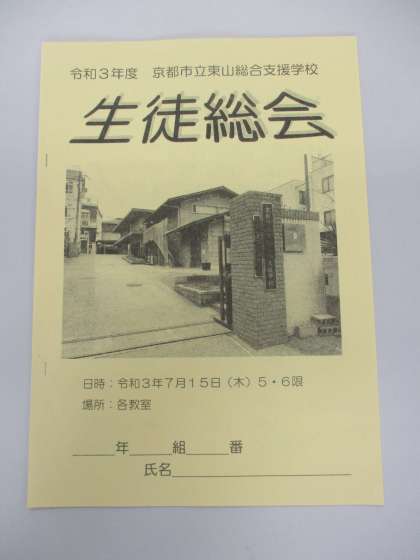 令和3年度 京都市立東山総合支援学校
生徒総会
日時:令和3年7月15日(木)5・6限
場所:各教室
年 組 番
氏名